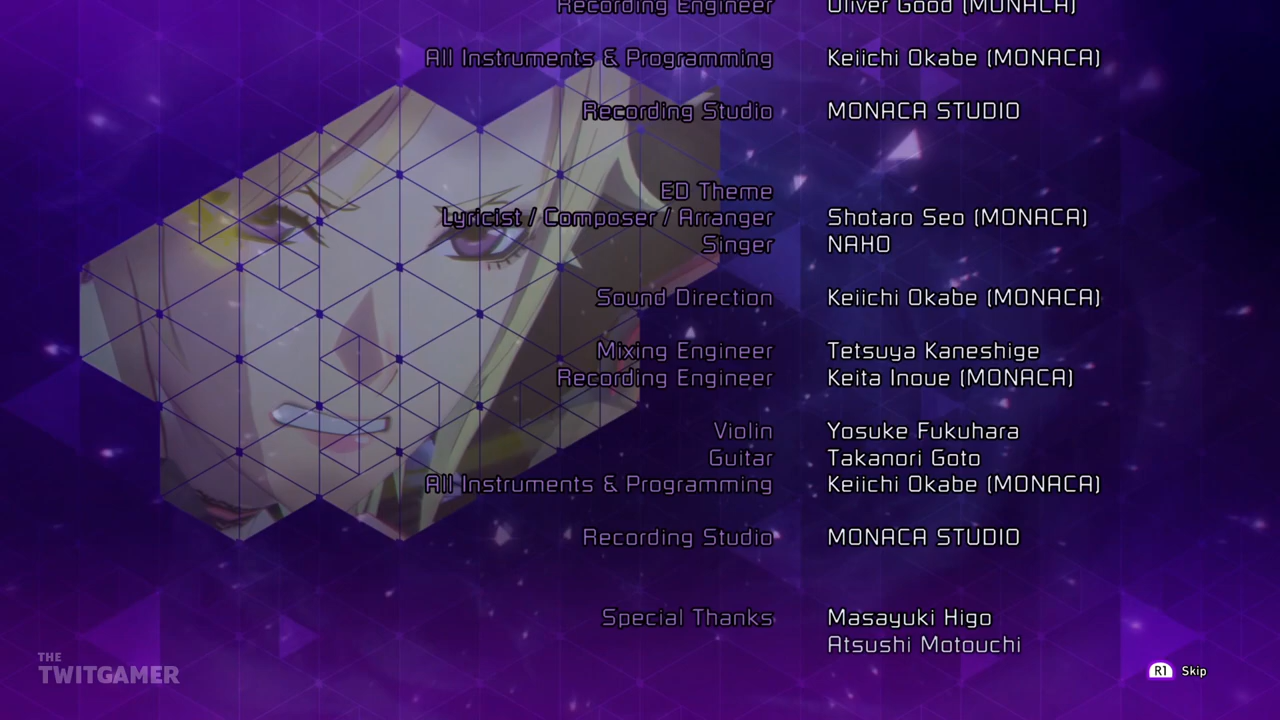 Recording Engineer Oliver Good (MONACA)
All Instruments & Programming Keiichi Okabe (MONACA)
Recording Studio MONACA STUDIO
ED Theme
Lyricist / Composer / Arranger Shotaro Seo (MONACA)
Singer NAHO
Sound Direction Keiichi Okabe (MONACA)
Mixing Engineer Tetsuya Kaneshige
Recording Engineer Keita Inoue (MONACA)
Violin Yosuke Fukuhara
Guitar Takanori Goto
All Instruments & Programming Keiichi Okabe (MONACA)
Recording Studio MONACA STUDIO
Special Thanks Masayuki Higo
Atsushi Motouchi
THE
TWITGAMER
R1 Skip